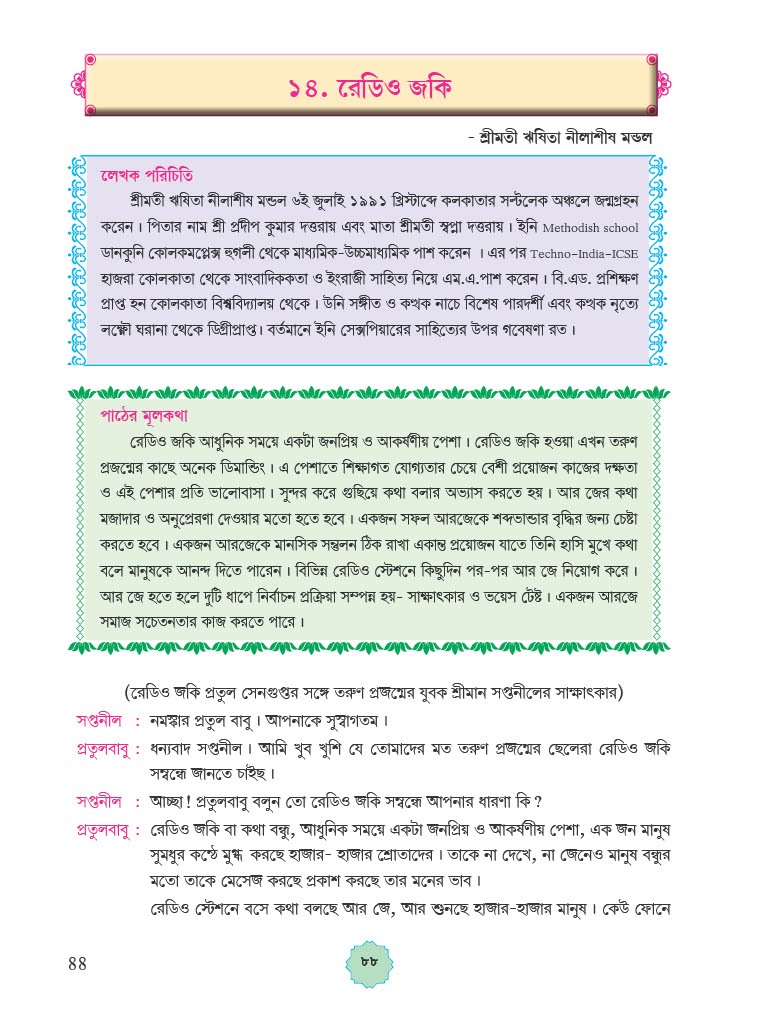 ১৪. রেডিও জকি
- শ্রীমতী ঋষিতা নীলাশীষ মন্ডল
লেখক পরিচিতি
শ্রীমতী ঋষিতা নীলাশীষ মন্ডল ৬ই জুলাই ১৯৯১ খ্রিস্টাব্দে কলকাতার সল্টলেক অঞ্চলে জন্মগ্রহন
করেন । পিতার নাম শ্রী প্রদীপ কুমার দত্তরায় এবং মাতা শ্রীমতী স্বপ্না দত্তরায় । ইনি Methodish school
ডানকুনি কোলকমপ্লেক্স হুগলী থেকে মাধ্যমিক-উচ্চমাধ্যমিক পাশ করেন । এর পর Techno-India-ICSE
হাজরা কোলকাতা থেকে সাংবাদিককতা ও ইংরাজী সাহিত্য নিয়ে এম.এ.পাশ করেন । বি.এড. প্রশিক্ষণ
প্রাপ্ত হন কোলকাতা বিশ্ববিদ্যালয় থেকে । উনি সঙ্গীত ও কত্থক নাচে বিশেষ পারদর্শী এবং কত্থক নৃত্যে
লক্ষ্ণৌ ঘরানা থেকে ডিগ্রীপ্রাপ্ত। বর্তমানে ইনি সেক্সপিয়ারের সাহিত্যের উপর গবেষণা রত ।
পাঠের মূলকথা
রেডিও জকি আধুনিক সময়ে একটা জনপ্রিয় ও আকর্ষণীয় পেশা । রেডিও জকি হওয়া এখন তরুণ
প্রজন্মের কাছে অনেক ডিমান্ডিং । এ পেশাতে শিক্ষাগত যোগ্যতার চেয়ে বেশী প্রয়োজন কাজের দক্ষতা
ও এই পেশার প্রতি ভালোবাসা । সুন্দর করে গুছিয়ে কথা বলার অভ্যাস করতে হয় । আর জের কথা
মজাদার ও অনুপ্রেরণা দেওয়ার মতো হতে হবে । একজন সফল আরজেকে শব্দভান্ডার বৃদ্ধির জন্য চেষ্টা
করতে হবে । একজন আরজেকে মানসিক সন্তুলন ঠিক রাখা একান্ত প্রয়োজন যাতে তিনি হাসি মুখে কথা
বলে মানুষকে আনন্দ দিতে পারেন । বিভিন্ন রেডিও স্টেশনে কিছুদিন পর-পর আর জে নিয়োগ করে ।
আর জে হতে হলে দুটি ধাপে নির্বাচন প্রক্রিয়া সম্পন্ন হয়- সাক্ষাৎকার ও ভয়েস টেষ্ট । একজন আরজে
সমাজ সচেতনতার কাজ করতে পারে ।
(রেডিও জকি প্রতুল সেনগুপ্তর সঙ্গে তরুণ প্রজন্মের যুবক শ্রীমান সপ্তনীলের সাক্ষাৎকার)
সপ্তনীল : নমস্কার প্রতুল বাবু । আপনাকে সুস্বাগতম ।
প্রতুলবাবু : ধন্যবাদ সপ্তনীল । আমি খুব খুশি যে তোমাদের মত তরুণ প্রজন্মের ছেলেরা রেডিও জকি
সম্বন্ধে জানতে চাইছ ।
সপ্তনীল : আচ্ছা ! প্রতুলবাবু বলুন তো রেডিও জকি সম্বন্ধে আপনার ধারণা কি ?
প্রতুলবাবু : রেডিও জকি বা কথা বন্ধু, আধুনিক সময়ে একটা জনপ্রিয় ও আকর্ষণীয় পেশা, এক জন মানুষ
সুমধুর কন্ঠে মুগ্ধ করছে হাজার- হাজার শ্রোতাদের । তাকে না দেখে, না জেনেও মানুষ বন্ধুর
মতো তাকে মেসেজ করছে প্রকাশ করছে তার মনের ভাব ।
রেডিও স্টেশনে বসে কথা বলছে আর জে, আর শুনছে হাজার-হাজার মানুষ । কেউ ফোনে
88
৮৮